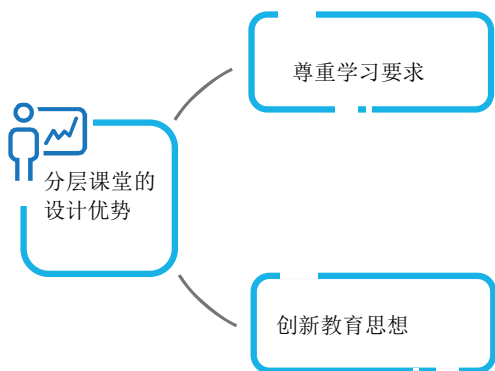 尊重学习要求
分层课堂的
设计优势
创新教育思想